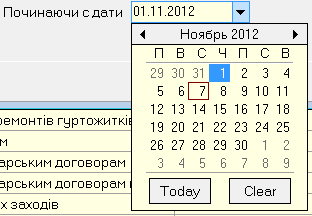 Починаючи с дати 01.11.2012
Ноябрь 2012
П В С Ч П С В
29 30 31 1 2 3 4
5 6 7 8 9 10 11
12 13 14 15 16 17 18
19 20 21 22 23 24 25
26 27 28 29 30 1 2
3 4 5 6 7 8 9
Today Clear
ремонтів гуртожитків
м
арським договорам
арським договорам
х заходів